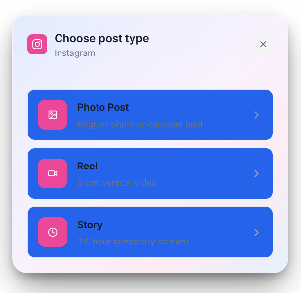 Choose post type
Instagram
Photo Post
Regular photo or carousel post
Reel
Short vertical video
Story
24-hour temporary content